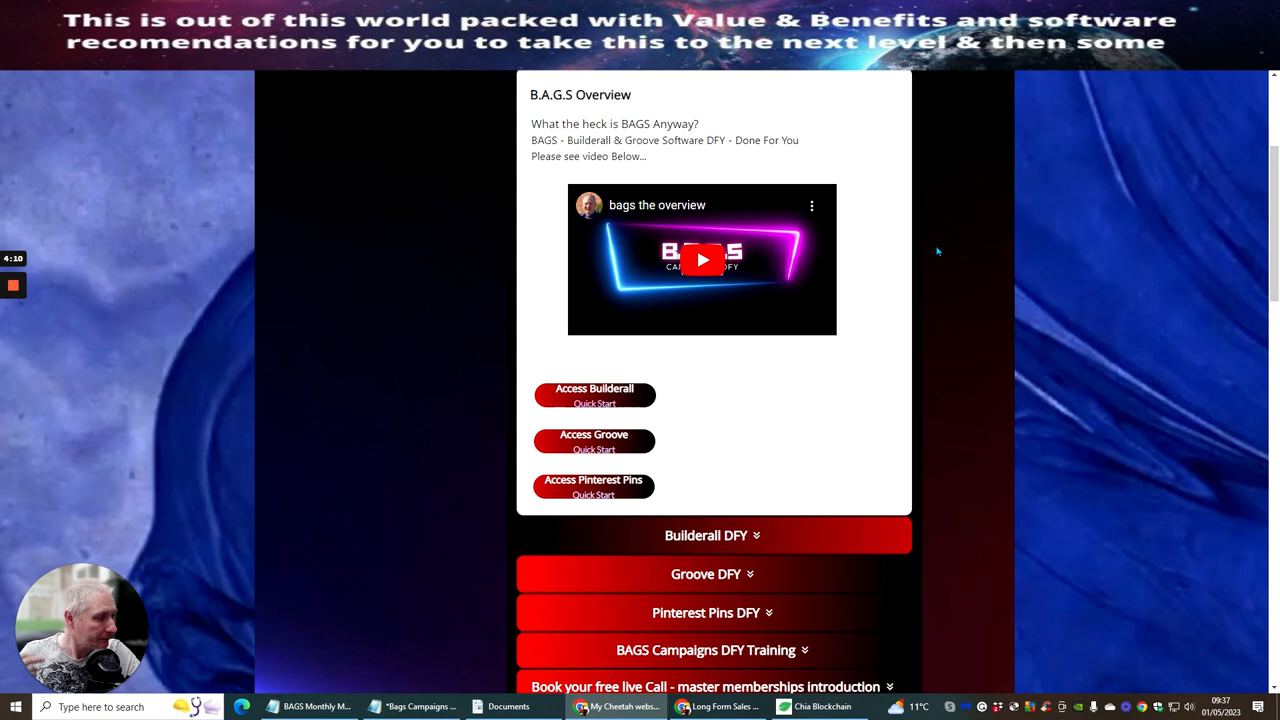 This is out of this world packed with Value & Benefits and software
recomendations for you to take this to the next level & then some
B.A.G.S Overview
What the heck is BAGS Anyway?
BAGS - Builderall & Groove Software DFY - Done For You
Please see video Below...
bags the overview
4:10
Access Builderall
Quick Start
Access Groove
Quick Start
Access Pinterest Pins
Quick Start
Builderall DFY
Groove DFY
Pinterest Pins DFY
BAGS Campaigns DFY Training
Book your free live Call - master memberships introduction
Type here to search
BAGS Monthly M...
*Bags Campaigns ...
Documents
My Cheetah webs...
Long Form Sales ...
Chia Blockchain
11°C
09:37
01/05/2023